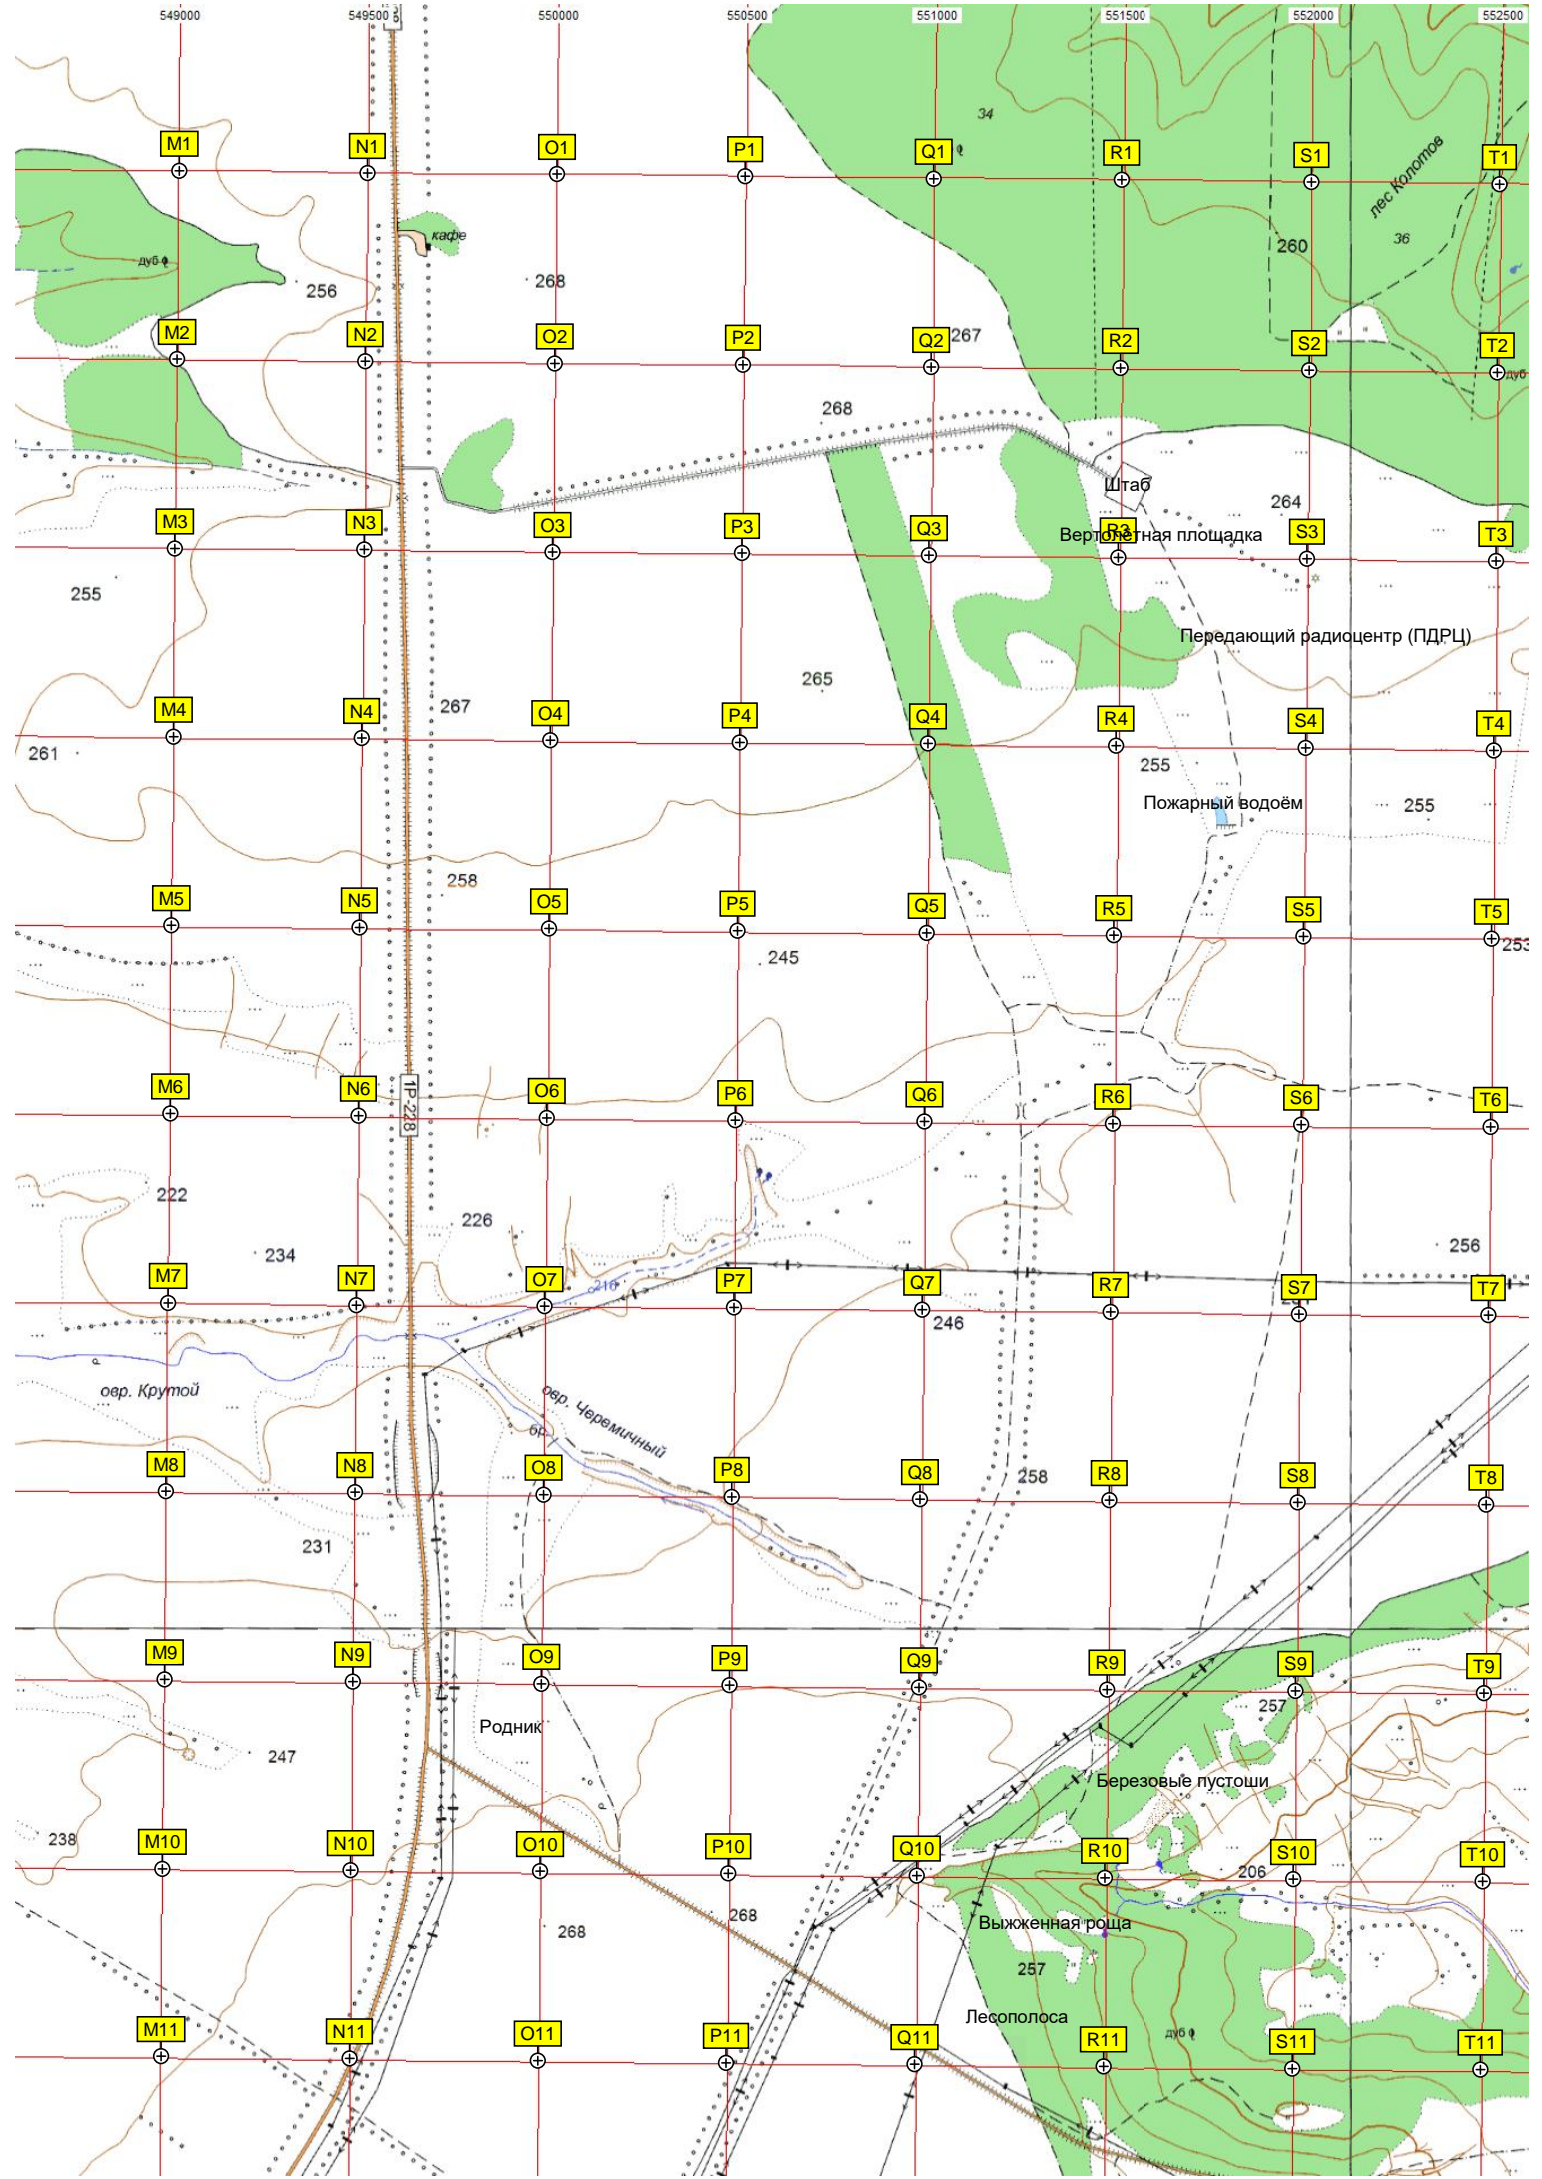 549000 549500 550000 550500 551000 551500 552000 552500
34
M1 N1 O1 P1 Q1 R1 S1 T1
лес Колотов
кафе
36
260
дуб
256
268
M2 N2 O2 P2 Q2 267 R2 S2 T2
дуб
268
Штаб
264
M3 N3 O3 P3 Q3 R3 S3 T3
Вертолетная площадка
255
Передающий радиоцентр (ПДРЦ)
265
267
M4 N4 O4 P4 Q4 R4 S4 T4
261
255
Пожарный водоём
255
258
M5 N5 O5 P5 Q5 R5 S5 T5
253
245
M6 N6 O6 P6 Q6 R6 S6 T6
1Р-228
222
226
234
256
M7 N7 O7 P7 Q7 R7 S7 T7
216
246
овр. Крутой
овр. Черемичный
бр.
M8 N8 O8 P8 Q8 R8 S8 T8
258
231
M9 N9 O9 P9 Q9 R9 S9 T9
257
Родник
247
Березовые пустоши
238
M10 N10 O10 P10 Q10 R10 S10 T10
206
268
268
Выжженная роща
257
Лесополоса
M11 N11 O11 P11 Q11 R11 S11 T11
дуб